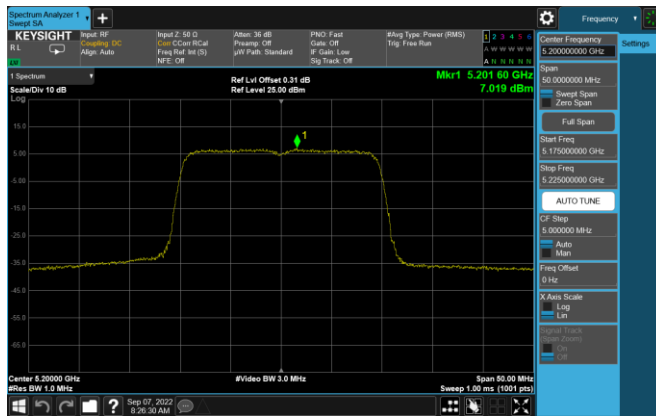 Spectrum Analyzer 1
Swept SA
+
Frequency
KEYSIGHT
R L
Input: RF
Coupling: DC
Align: Auto
Input Z: 50 Ω
Corr CCorr RCal
Freq Ref: Int (S)
NFE: Off
Atten: 36 dB
Preamp: Off
µW Path: Standard
PNO: Fast
Gate: Off
IF Gain: Low
Sig Track: Off
#Avg Type: Power (RMS)
Trig: Free Run
1 2 3 4 5 6
A W W W W W
A N N N N N
1 Spectrum
Scale/Div 10 dB
Log
Ref Lvl Offset 0.31 dB
Ref Level 25.00 dBm
Mkr1 5.201 60 GHz
7.019 dBm
15.0
5.00
-5.00
-15.0
-25.0
-35.0
-45.0
-55.0
-65.0
1
Center 5.20000 GHz
#Res BW 1.0 MHz
#Video BW 3.0 MHz
Span 50.00 MHz
Sweep 1.00 ms (1001 pts)
Sep 07, 2022
8:26:30 AM
?
Center Frequency
5.200000000 GHz
Settings
Span
50.0000000 MHz
Swept Span
Zero Span
Full Span
Start Freq
5.175000000 GHz
Stop Freq
5.225000000 GHz
AUTO TUNE
CF Step
5.000000 MHz
Auto
Man
Freq Offset
0 Hz
X Axis Scale
Log
Lin
Signal Track
(Span Zoom)
On
Off